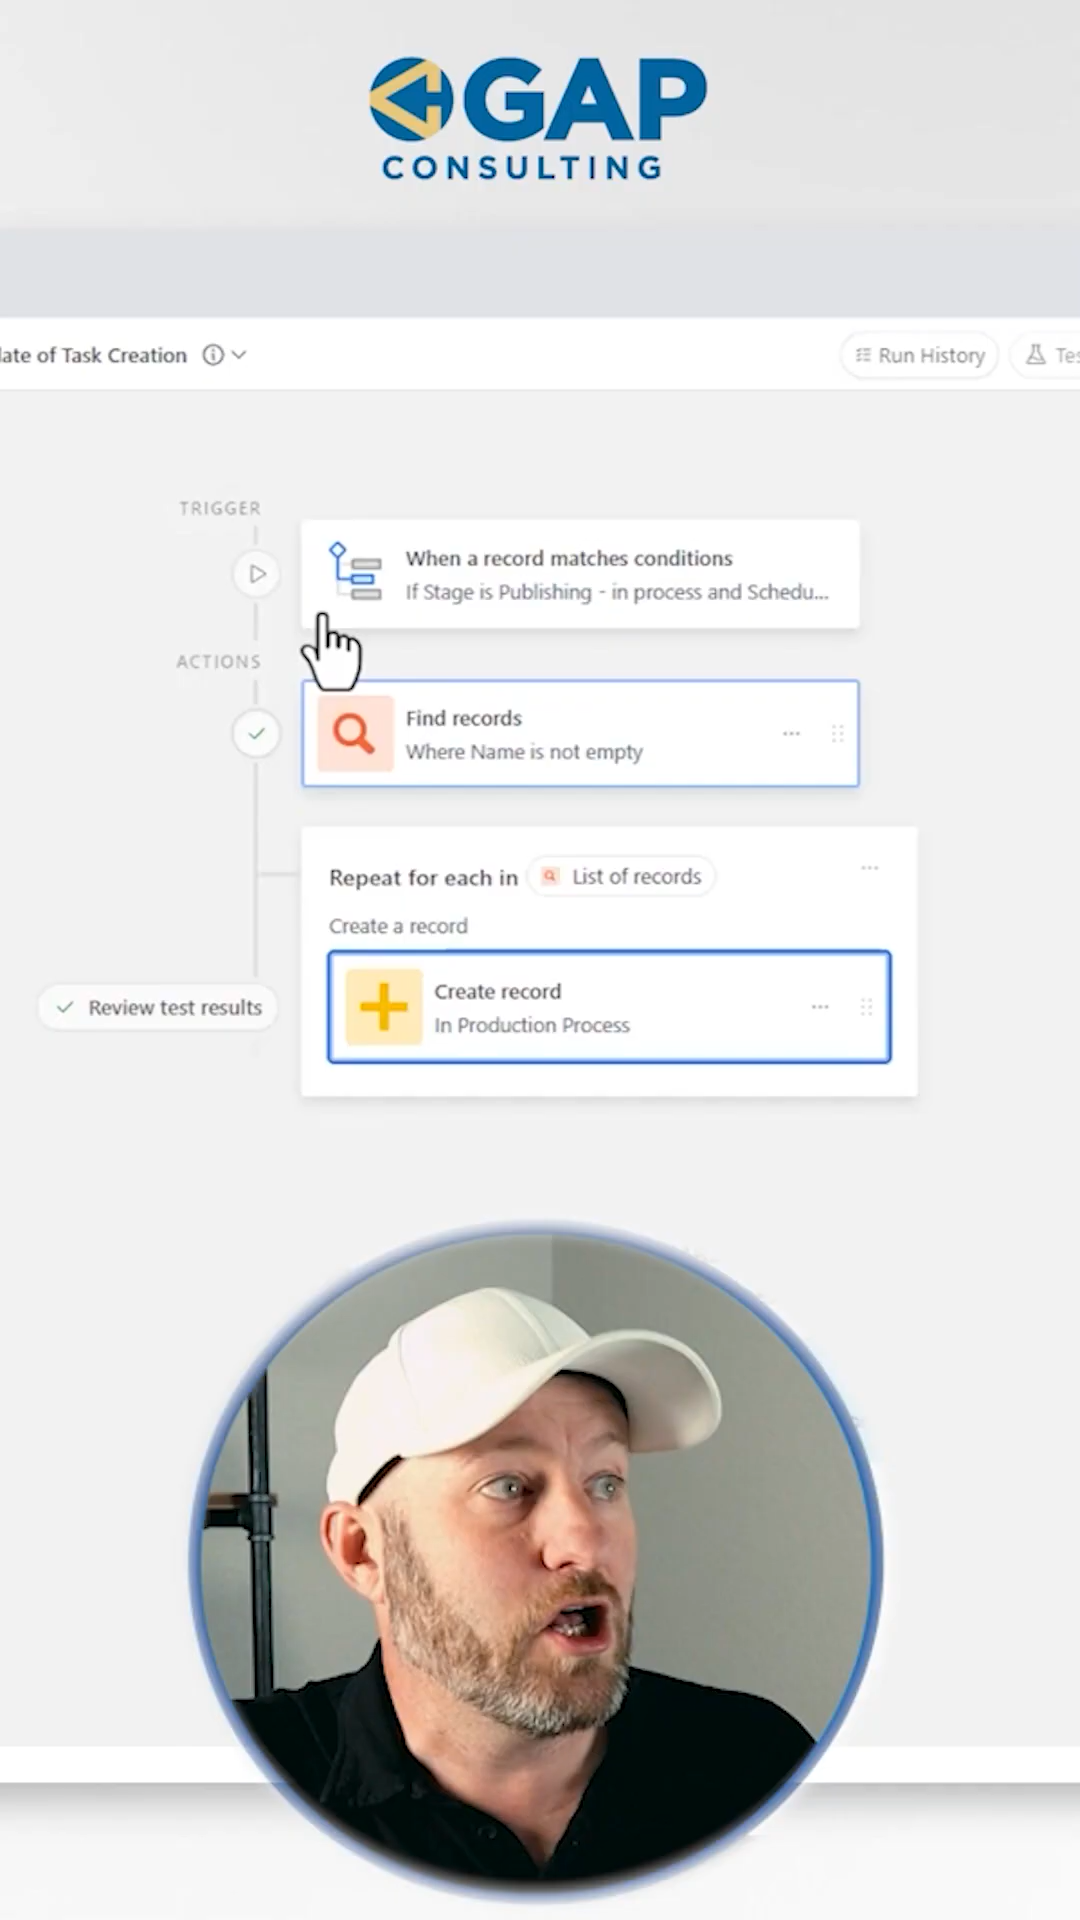 GAP
CONSULTING
ate of Task Creation
Run History
Tes
TRIGGER
When a record matches conditions
If Stage is Publishing - in process and Schedu...
ACTIONS
Find records
Where Name is not empty
Repeat for each in
List of records
Create a record
Review test results
Create record
In Production Process